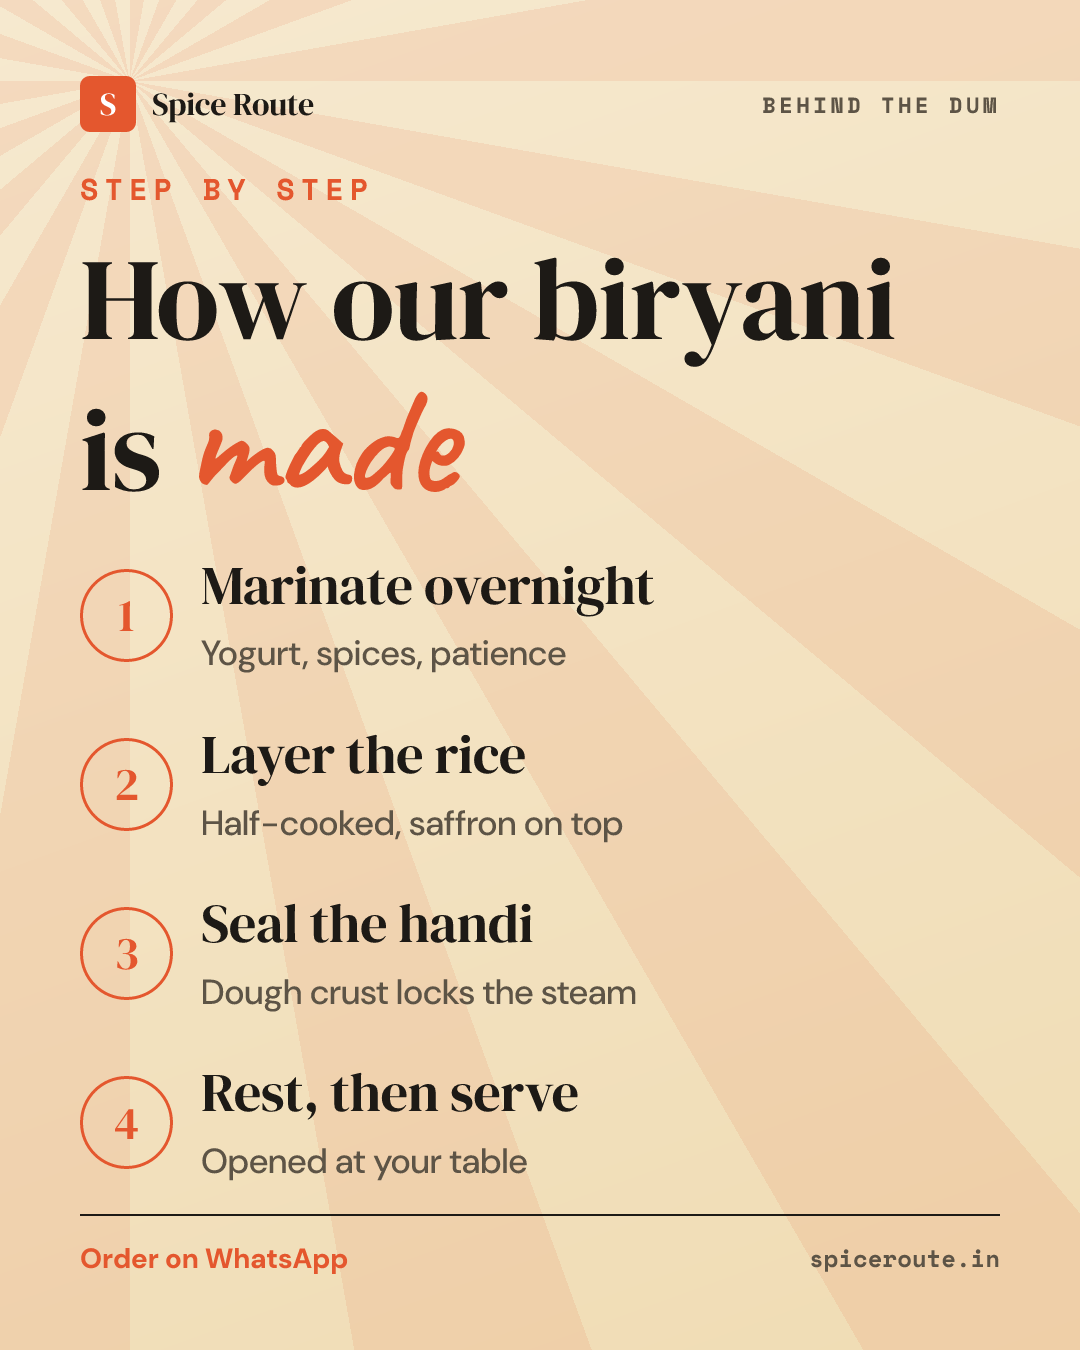 S
Spice Route
BEHIND THE DUM
STEP BY STEP
How our biryani
is made
1
Marinate overnight
Yogurt, spices, patience
2
Layer the rice
Half-cooked, saffron on top
3
Seal the handi
Dough crust locks the steam
4
Rest, then serve
Opened at your table
Order on WhatsApp
spiceroute.in